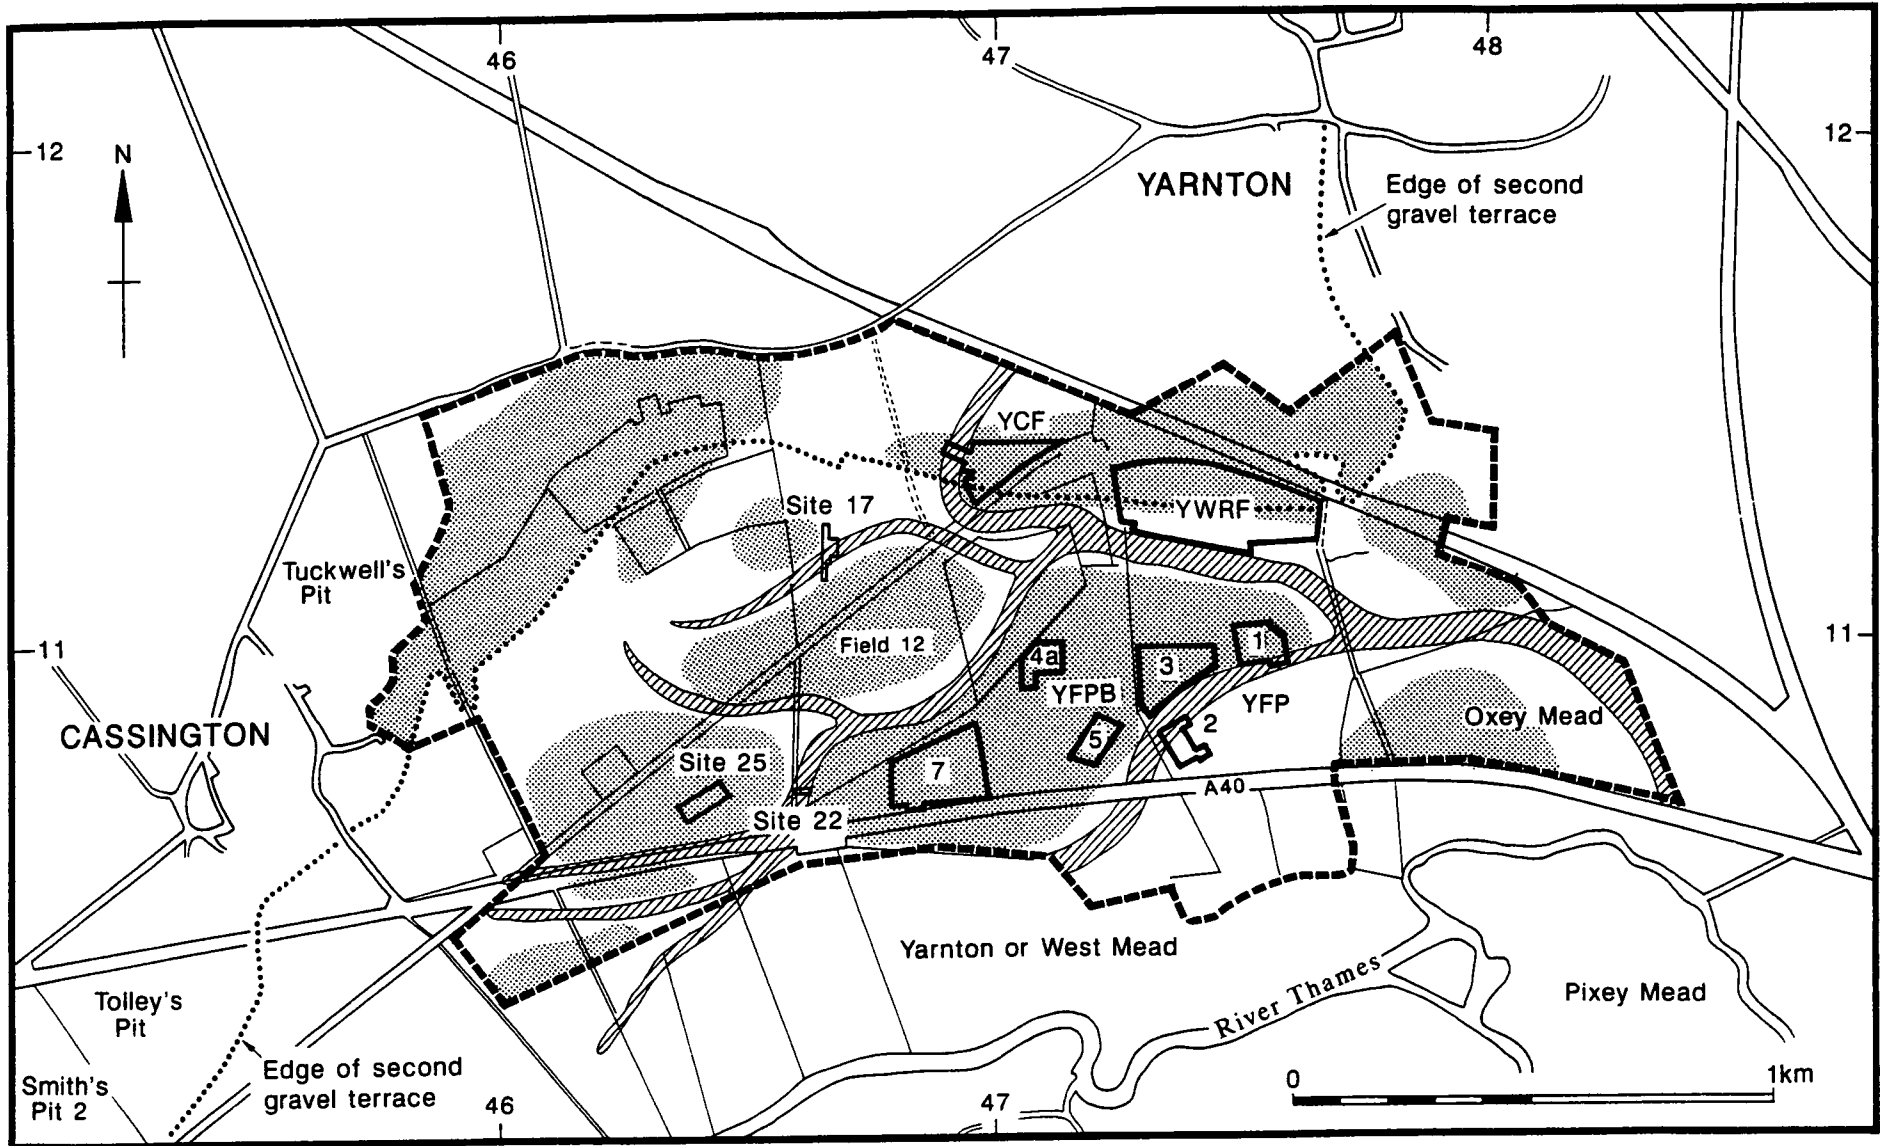 46
47
48
12
N
12
YARNTON
Edge of second
gravel terrace
YCF
Site 17
YWRF
Tuckwell's
Pit
11
Field 12
4a
3
1
11
YFPB
YFP
Oxey Mead
CASSINGTON
2
5
Site 25
7
A40
Site 22
Yarnton or West Mead
River Thames
Pixey Mead
Tolley's
Pit
Edge of second
gravel terrace
Smith's
Pit 2
0
1km
46
47